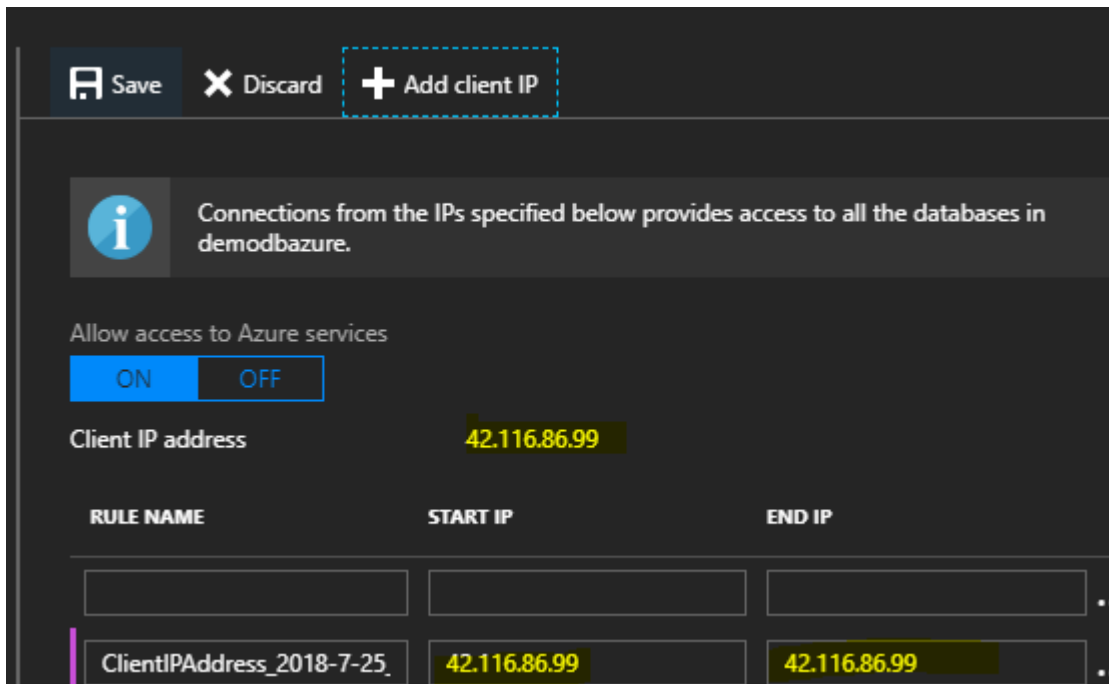 Save Discard Add client IP
Connections from the IPs specified below provides access to all the databases in
demodbazure.
Allow access to Azure services
ON OFF
Client IP address 42.116.86.99
RULE NAME START IP END IP
ClientIPAddress_2018-7-25_ 42.116.86.99 42.116.86.99